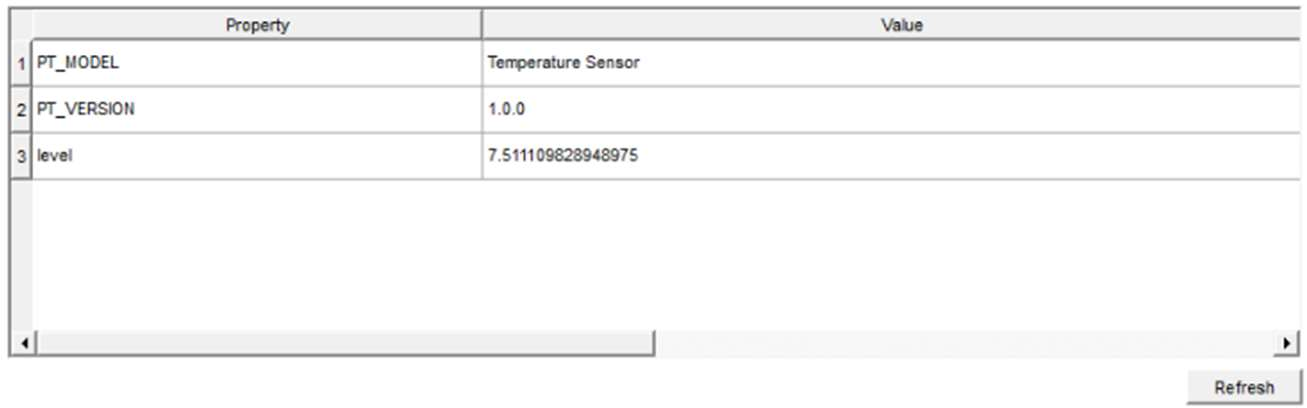 Property Value
1 PT_MODEL Temperature Sensor
2 PT_VERSION 1.0.0
3 level 7.511109828948975
Refresh